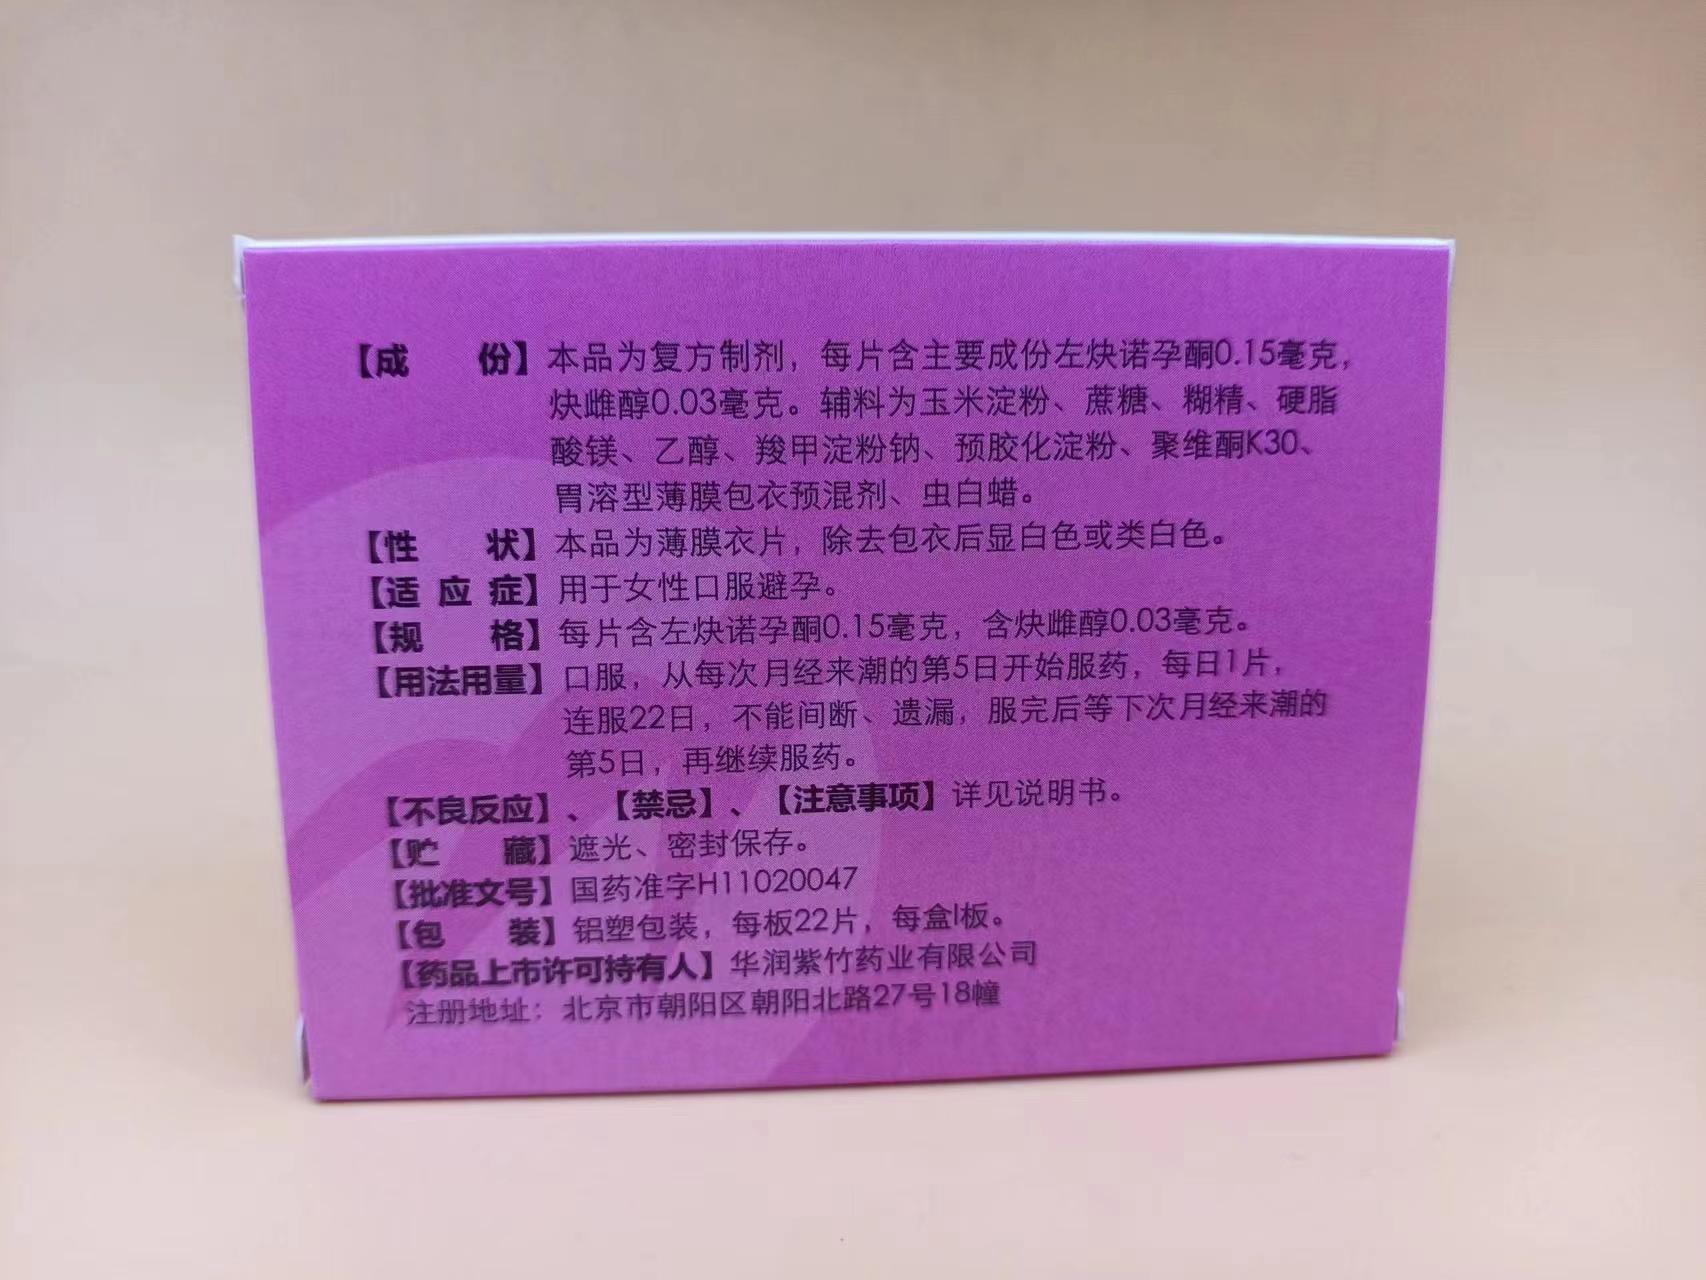 【成　　份】本品为复方制剂，每片含主要成份左炔诺孕酮0.15毫克，
炔雌醇0.03毫克。辅料为玉米淀粉、蔗糖、糊精、硬脂
酸镁、乙醇、羧甲淀粉钠、预胶化淀粉、聚维酮K30、
胃溶型薄膜包衣预混剂、虫白蜡。
【性　　状】本品为薄膜衣片，除去包衣后显白色或类白色。
【适 应 症】用于女性口服避孕。
【规　　格】每片含左炔诺孕酮0.15毫克，含炔雌醇0.03毫克。
【用法用量】口服，从每次月经来潮的第5日开始服药，每日1片，
连服22日，不能间断、遗漏，服完后等下次月经来潮的
第5日，再继续服药。
【不良反应】、【禁忌】、【注意事项】详见说明书。
【贮　　藏】遮光、密封保存。
【批准文号】国药准字H11020047
【包　　装】铝塑包装，每板22片，每盒1板。
【药品上市许可持有人】华润紫竹药业有限公司
注册地址：北京市朝阳区朝阳北路27号18幢